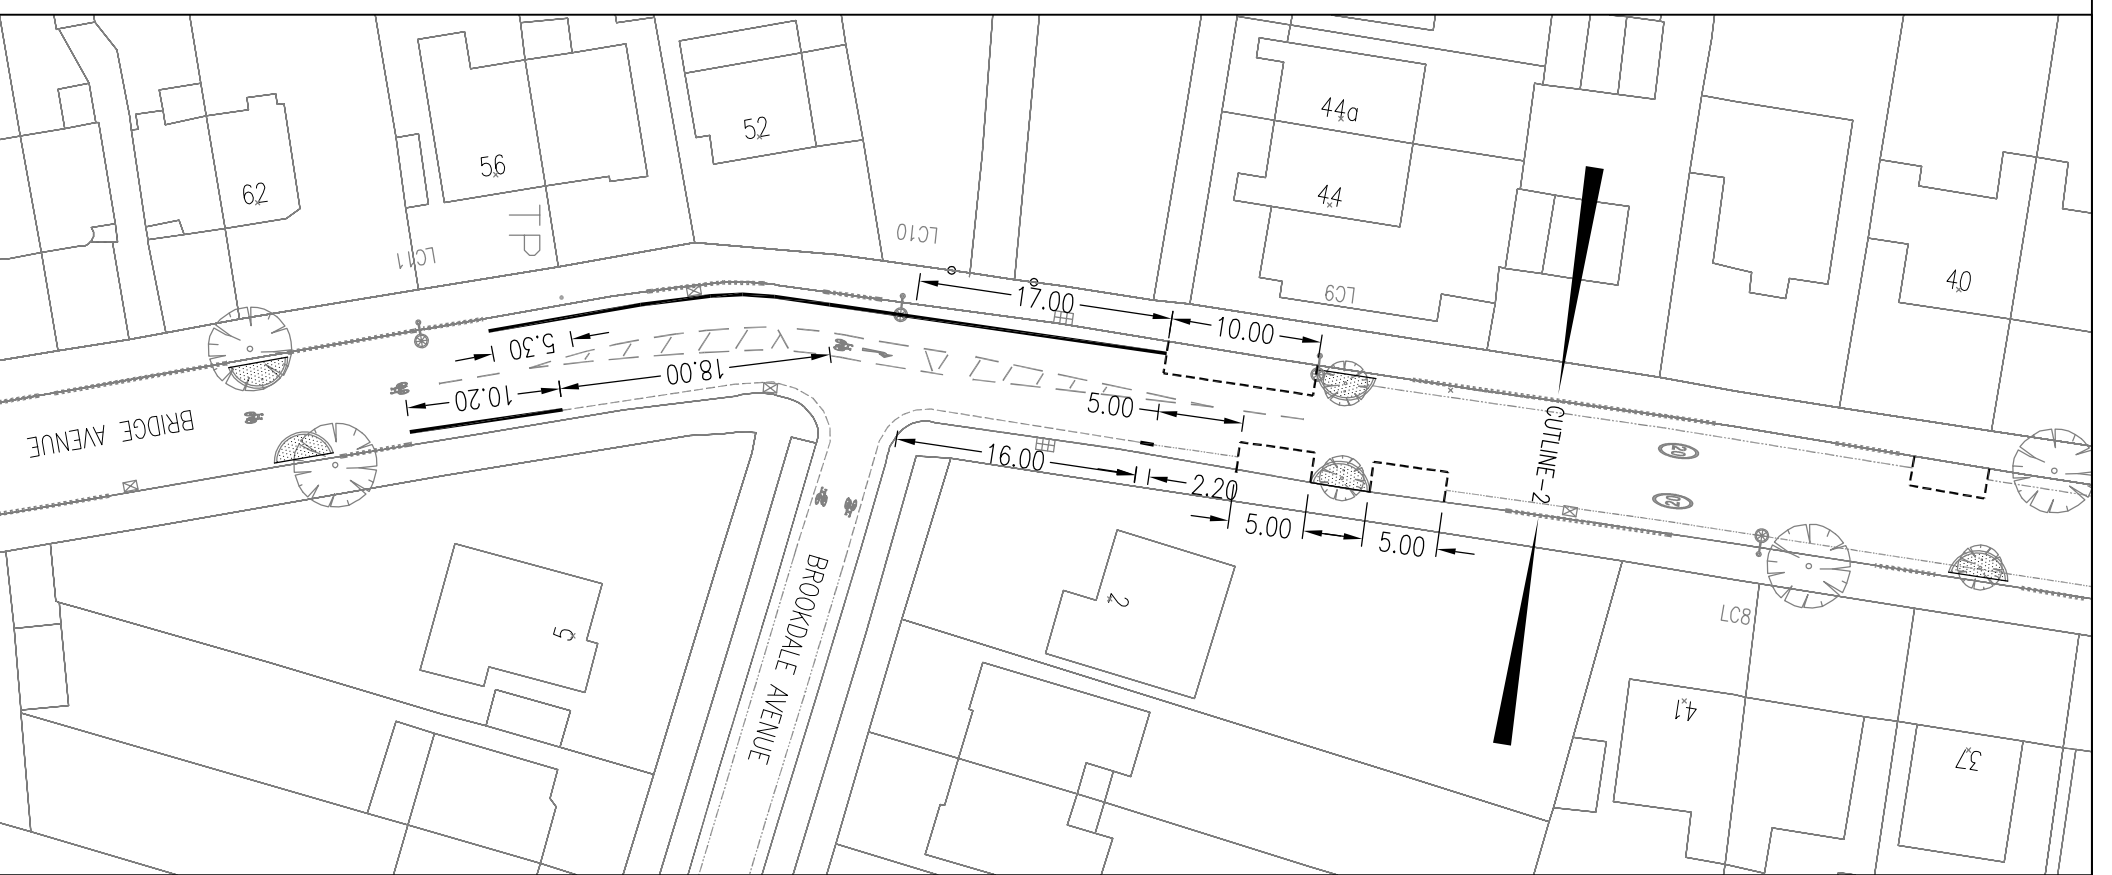 44a
52
56
44
62
TP
LC10
LC11
40
LC9
17.00
10.00
5.30
18.00
10.20
5.00
BRIDGE AVENUE
CUTLINE-2
20
16.00
2.20
20
5.00
5.00
BROOKDALE AVENUE
2
5
LC8
41
37